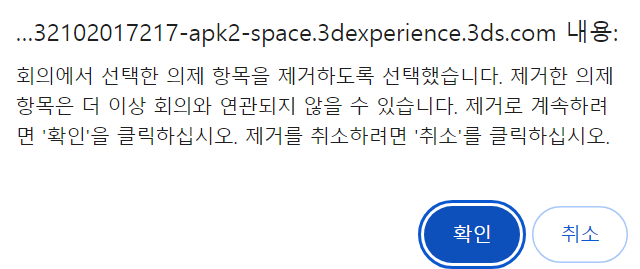 ...32102017217-apk2-space.3dexperience.3ds.com 내용:
회의에서 선택한 의제 항목을 제거하도록 선택했습니다. 제거한 의제
항목은 더 이상 회의와 연관되지 않을 수 있습니다. 제거로 계속하려
면 '확인'을 클릭하십시오. 제거를 취소하려면 '취소'를 클릭하십시오.
확인
취소